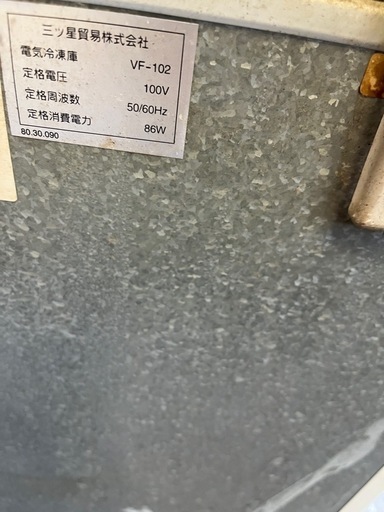 三ツ星貿易株式会社
電気冷凍庫 VF-102
定格電圧 100V
定格周波数 50/60Hz
定格消費電力 86W
80.30.090